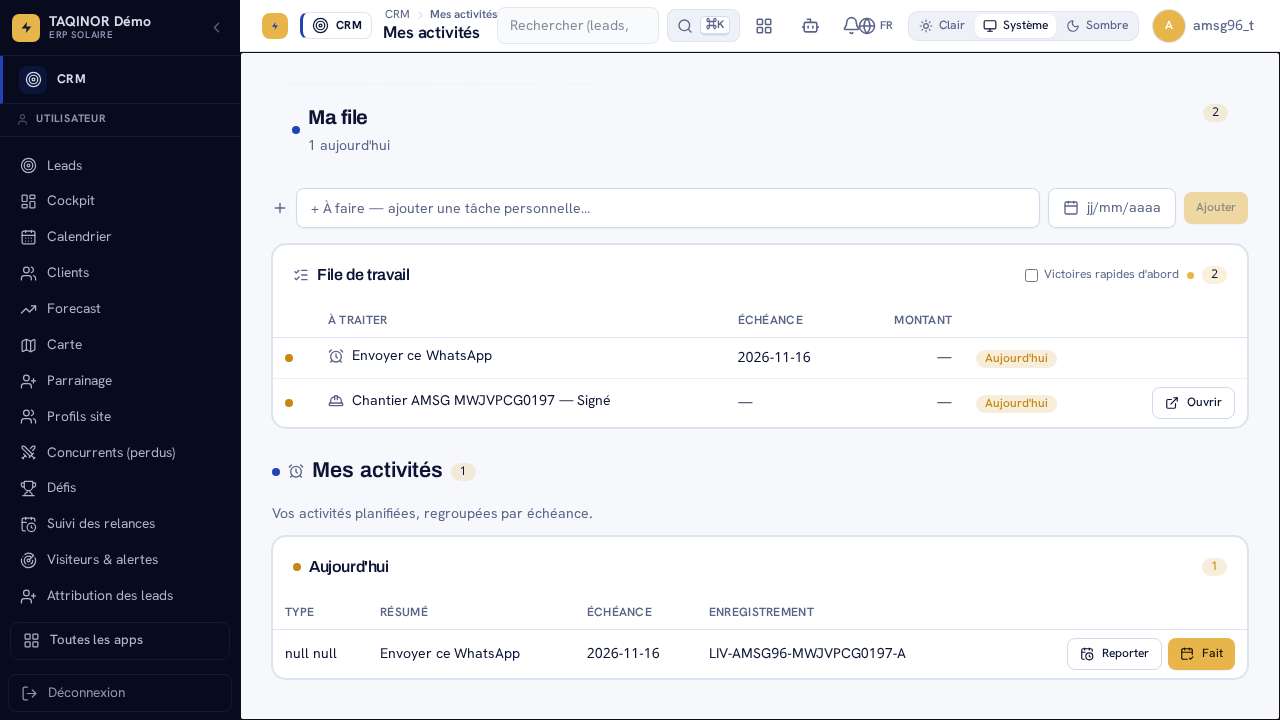 TAQINOR Démo
ERP SOLAIRE
CRM
UTILISATEUR
Leads
Cockpit
Calendrier
Clients
Forecast
Carte
Parrainage
Profils site
Concurrents (perdus)
Défis
Suivi des relances
Visiteurs & alertes
Attribution des leads
Toutes les apps
Déconnexion
CRM
CRM > Mes activités
Mes activités
Rechercher (leads,
⌘K
FR
Clair
Système
Sombre
A
amsg96_t
Ma file
2
1 aujourd'hui
+ À faire — ajouter une tâche personnelle...
jj/mm/aaaa
Ajouter
File de travail
Victoires rapides d'abord
2
À TRAITER ÉCHÉANCE MONTANT
Envoyer ce WhatsApp 2026-11-16 — Aujourd'hui
Chantier AMSG MWJVPCG0197 — Signé — — Aujourd'hui Ouvrir
Mes activités 1
Vos activités planifiées, regroupées par échéance.
Aujourd'hui 1
TYPE RÉSUMÉ ÉCHÉANCE ENREGISTREMENT
null null Envoyer ce WhatsApp 2026-11-16 LIV-AMSG96-MWJVPCG0197-A Reporter Fait